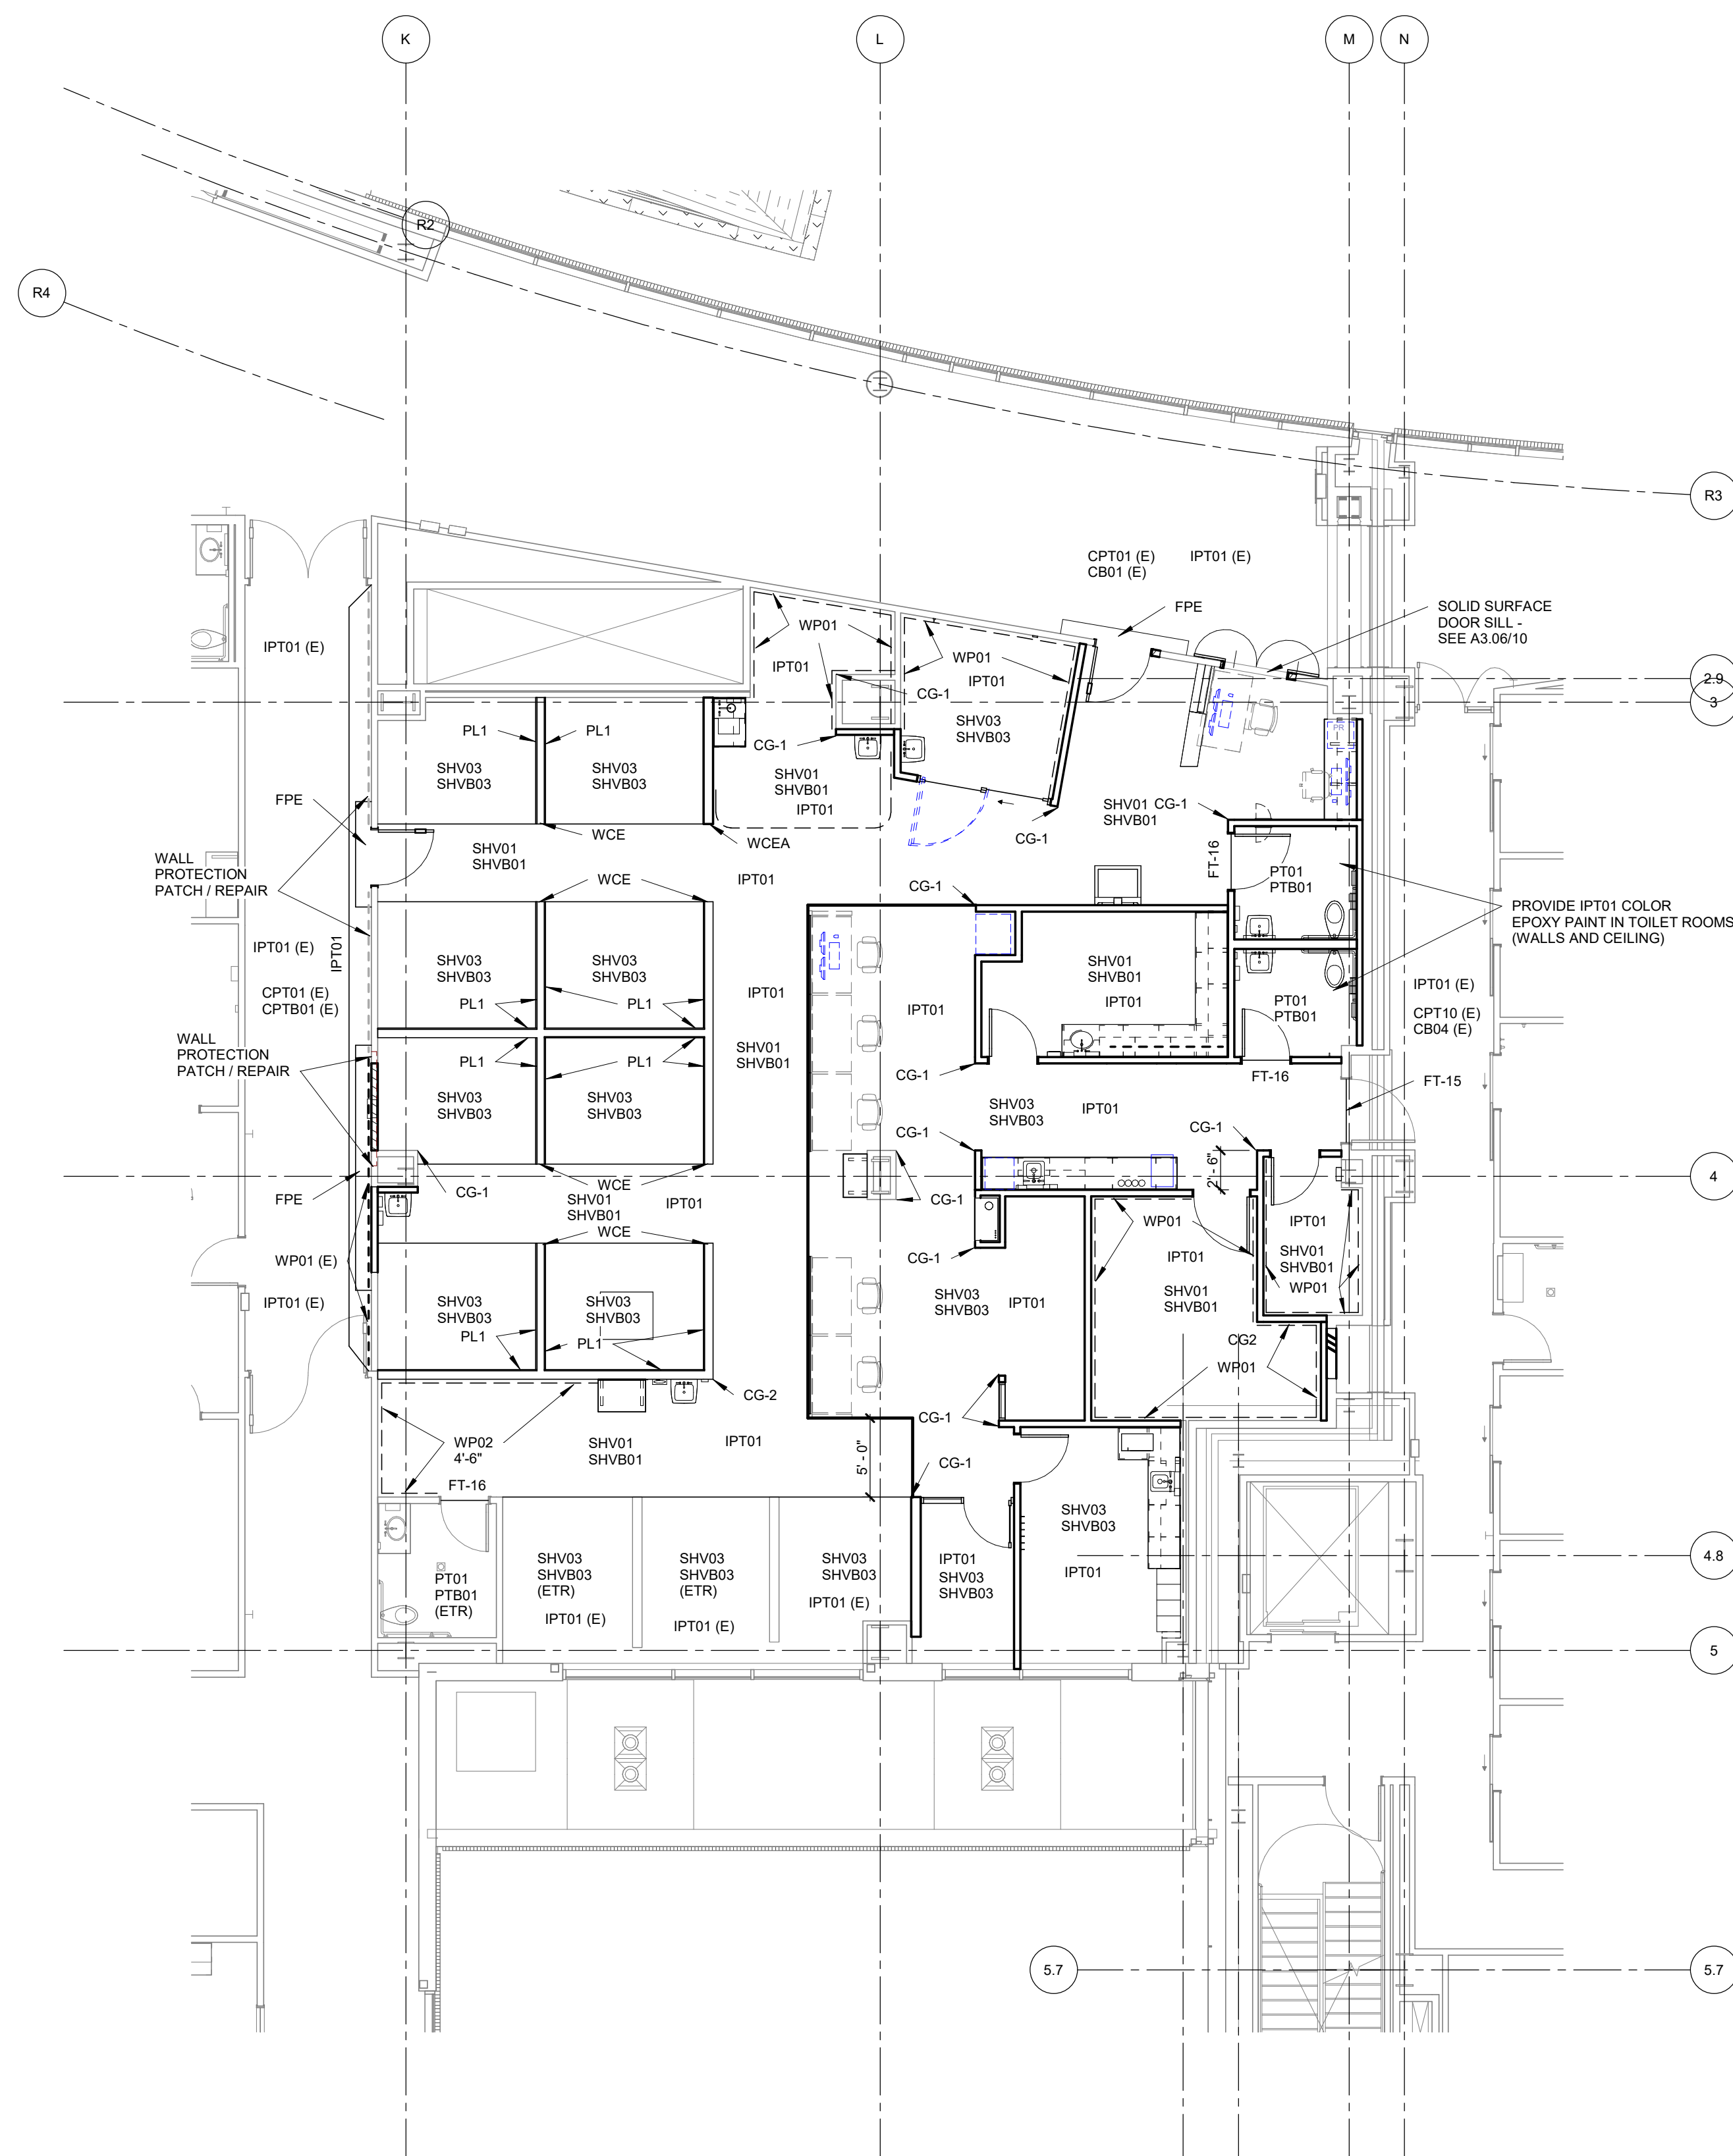 K
L
M
N
R2
R4
R3
CPT01 (E)
CB01 (E)
IPT01 (E)
FPE
SOLID SURFACE
DOOR SILL -
SEE A3.06/10
IPT01 (E)
WP01
IPT01
WP01
IPT01
CG-1
2.9
3
SHV03
SHVB03
PR
PL1
PL1
CG-1
SHV03
SHVB03
SHV03
SHVB03
SHV01
SHVB01
IPT01
FPE
SHV01
SHVB01
CG-1
WCE
WCEA
CG-1
SHV01
SHVB01
WALL
PROTECTION
PATCH / REPAIR
WCE
IPT01
CG-1
FT-16
PT01
PTB01
PROVIDE IPT01 COLOR
EPOXY PAINT IN TOILET ROOMS
(WALLS AND CEILING)
IPT01 (E)
IPT01
SHV03
SHVB03
SHV03
SHVB03
SHV01
SHVB01
CPT01 (E)
CPTB01 (E)
PL1
PL1
IPT01
IPT01
IPT01
PT01
PTB01
IPT01 (E)
CPT10 (E)
CB04 (E)
WALL
PROTECTION
PATCH / REPAIR
PL1
PL1
SHV01
SHVB01
CG-1
FT-16
FT-15
SHV03
SHVB03
SHV03
SHVB03
SHV03
SHVB03
IPT01
CG-1
CG-1
2' - 6"
4
FPE
CG-1
WCE
SHV01
SHVB01
IPT01
CG-1
WCE
WP01
IPT01
WP01 (E)
CG-1
IPT01
SHV01
SHVB01
WP01
IPT01 (E)
SHV03
SHVB03
SHV03
SHVB03
SHV03
SHVB03
IPT01
SHV01
SHVB01
PL1
PL1
CG2
WP01
CG-2
CG-1
WP02
4'-6"
SHV01
SHVB01
IPT01
5' - 0"
CG-1
FT-16
SHV03
SHVB03
4.8
PT01
PTB01
(ETR)
SHV03
SHVB03
(ETR)
SHV03
SHVB03
(ETR)
SHV03
SHVB03
IPT01
SHV03
SHVB03
IPT01
IPT01 (E)
IPT01 (E)
IPT01 (E)
5
5.7
5.7